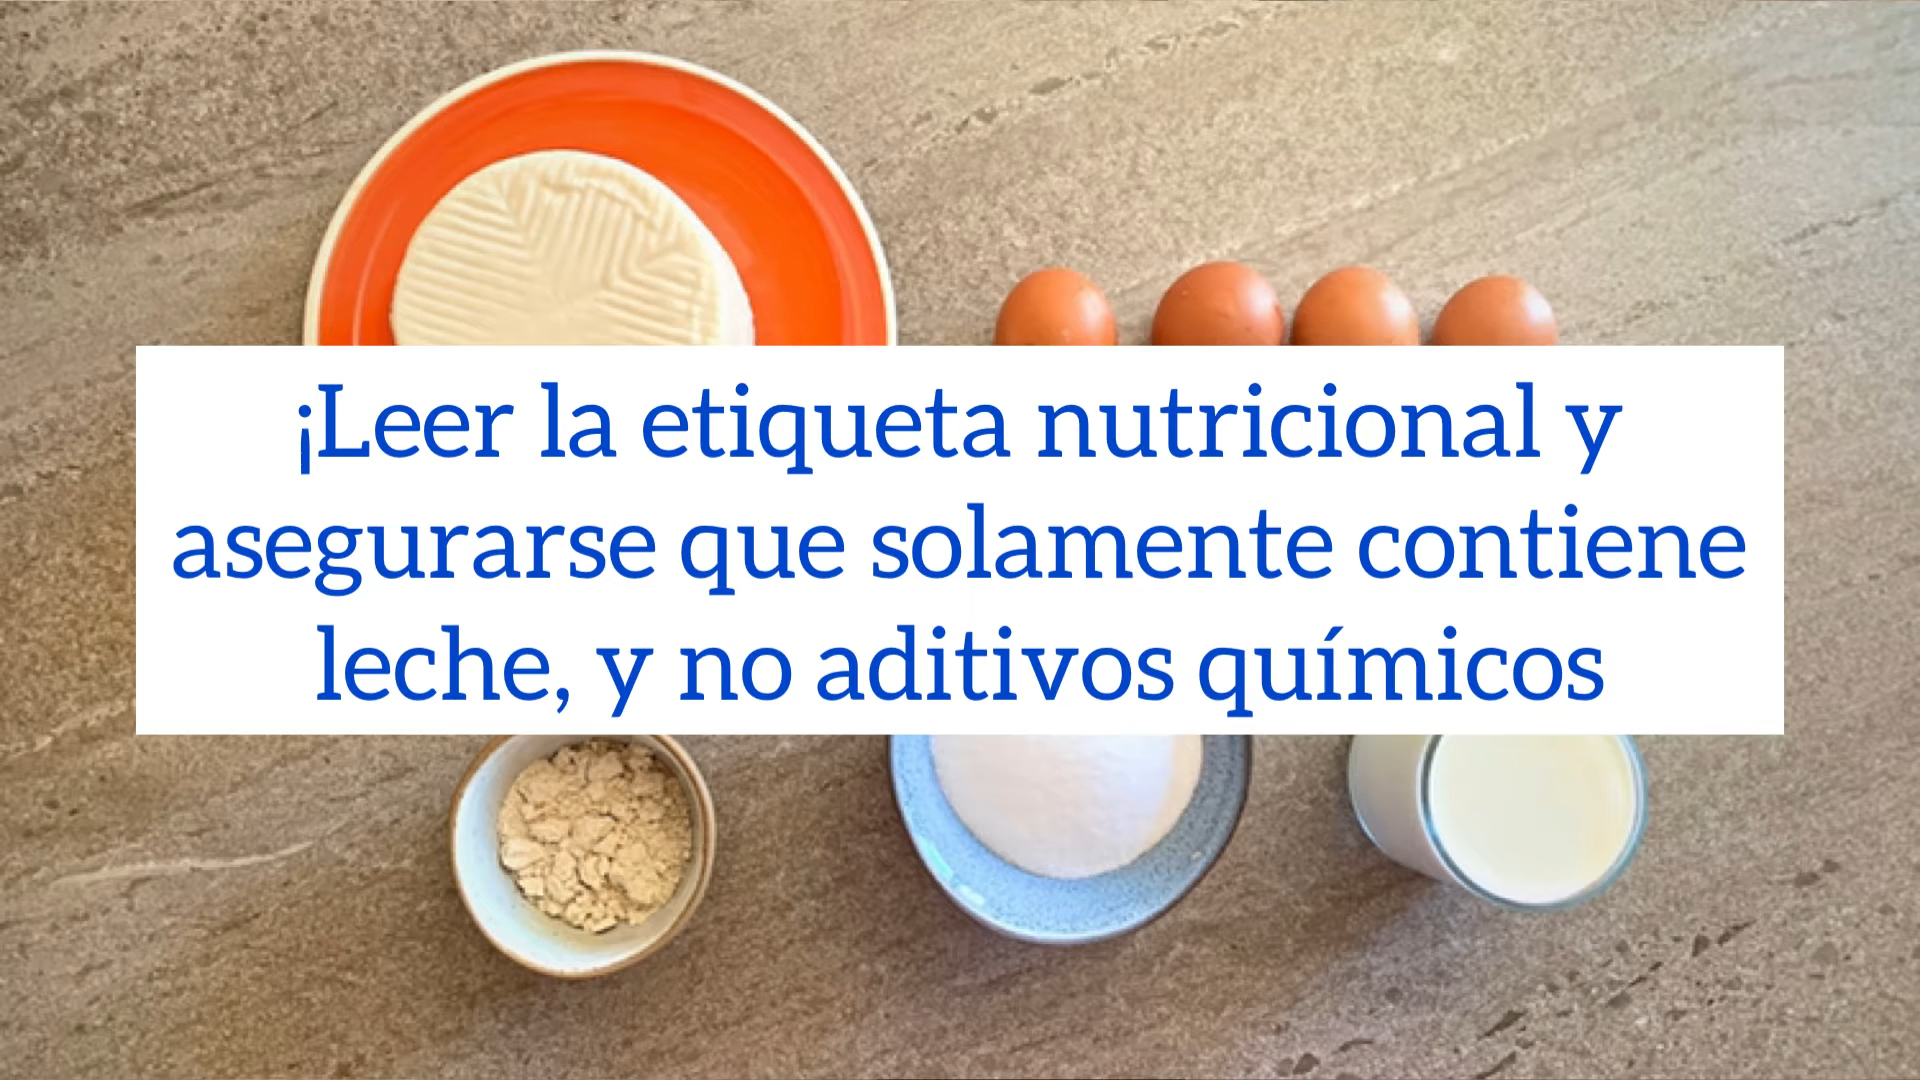 ¡Leer la etiqueta nutricional y
asegurarse que solamente contiene
leche, y no aditivos químicos